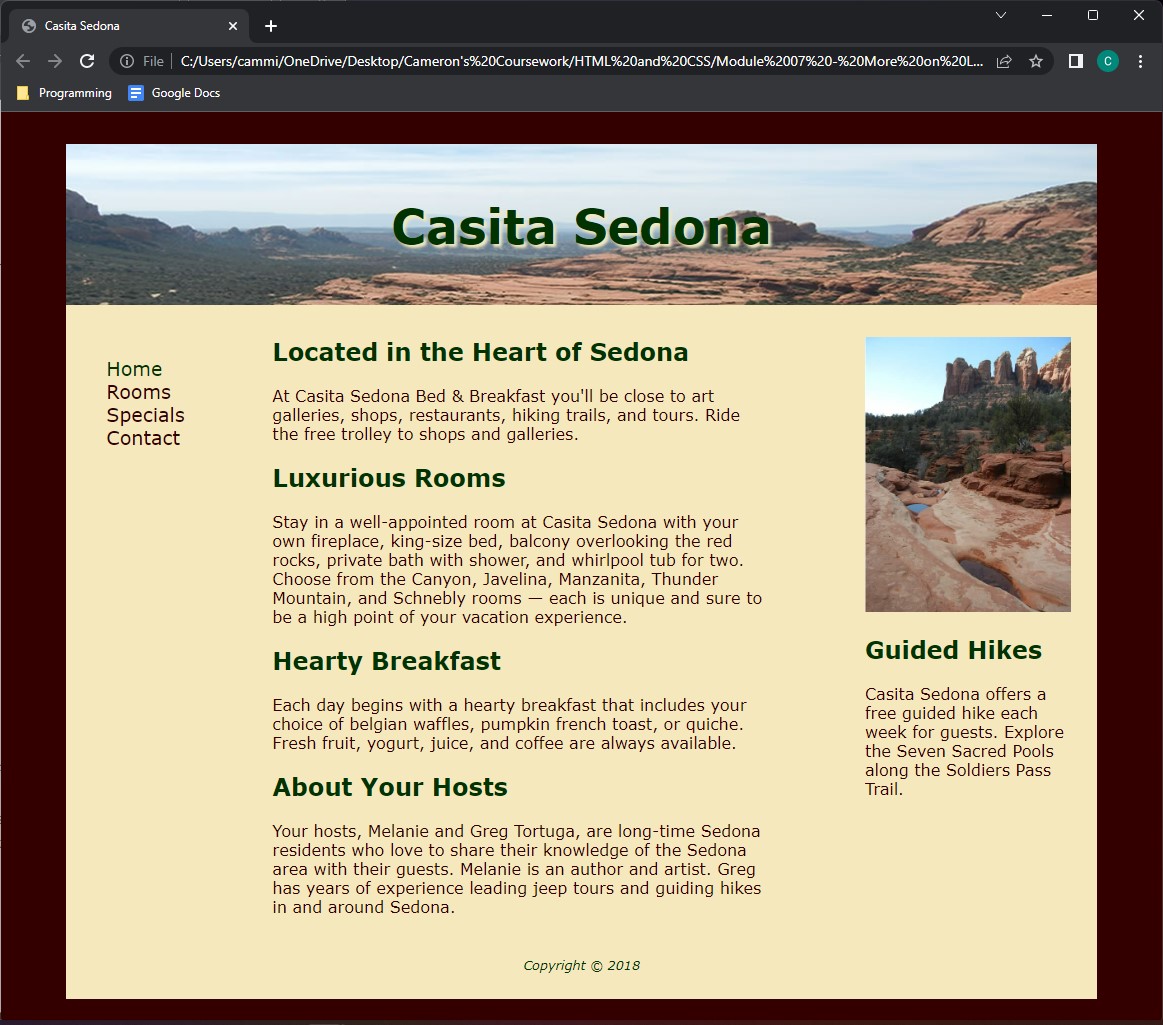 Casita Sedona
File
C:/Users/cammi/OneDrive/Desktop/Cameron's%20Coursework/HTML%20and%20CSS/Module%2007%20-%20More%20on%20L...
C
Programming
Google Docs
Casita Sedona
Home
Rooms
Specials
Contact
Located in the Heart of Sedona
At Casita Sedona Bed & Breakfast you'll be close to art
galleries, shops, restaurants, hiking trails, and tours. Ride
the free trolley to shops and galleries.
Luxurious Rooms
Stay in a well-appointed room at Casita Sedona with your
own fireplace, king-size bed, balcony overlooking the red
rocks, private bath with shower, and whirlpool tub for two.
Choose from the Canyon, Javelina, Manzanita, Thunder
Mountain, and Schnebly rooms — each is unique and sure to
be a high point of your vacation experience.
Hearty Breakfast
Each day begins with a hearty breakfast that includes your
choice of belgian waffles, pumpkin french toast, or quiche.
Fresh fruit, yogurt, juice, and coffee are always available.
About Your Hosts
Your hosts, Melanie and Greg Tortuga, are long-time Sedona
residents who love to share their knowledge of the Sedona
area with their guests. Melanie is an author and artist. Greg
has years of experience leading jeep tours and guiding hikes
in and around Sedona.
Guided Hikes
Casita Sedona offers a
free guided hike each
week for guests. Explore
the Seven Sacred Pools
along the Soldiers Pass
Trail.
Copyright © 2018